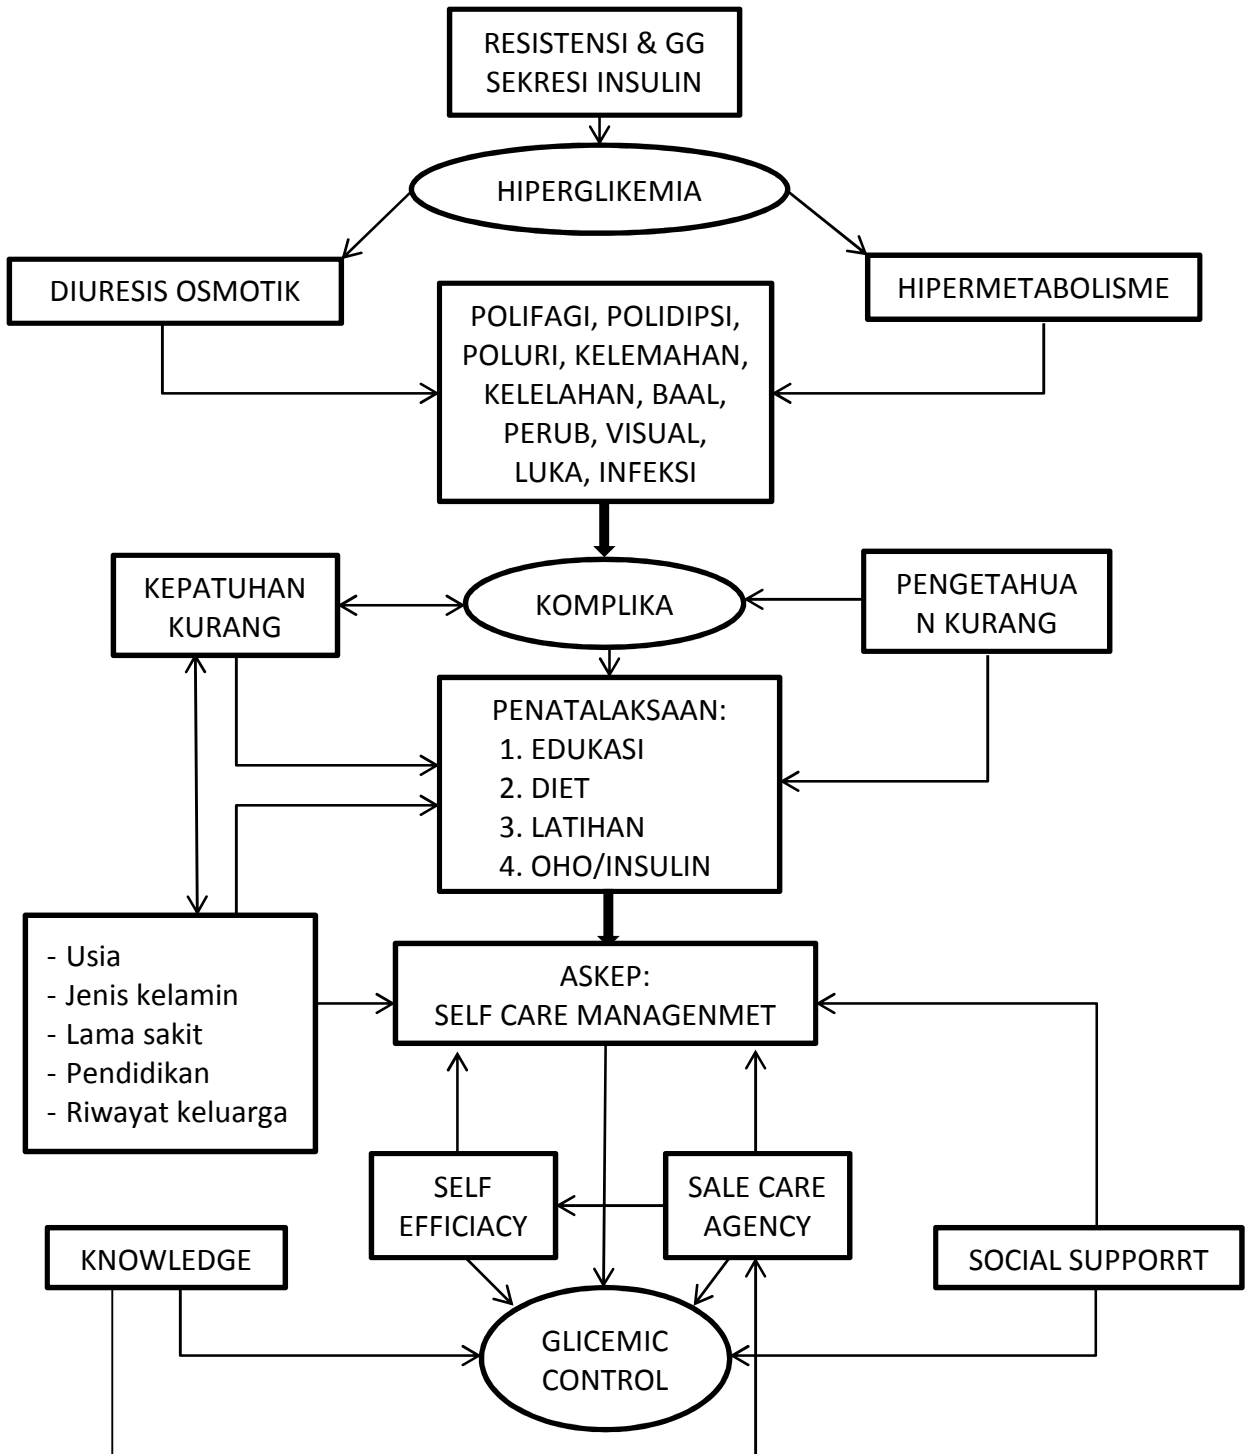 RESISTENSI & GG
SEKRESI INSULIN
HIPERGLIKEMIA
DIURESIS OSMOTIK
HIPERMETABOLISME
POLIFAGI, POLIDIPSI,
POLURI, KELEMAHAN,
KELELAHAN, BAAL,
PERUB, VISUAL,
LUKA, INFEKSI
KEPATUHAN
KURANG
KOMPLIKA
PENGETAHUA
N KURANG
PENATALAKSAAN:
1. EDUKASI
2. DIET
3. LATIHAN
4. OHO/INSULIN
- Usia
- Jenis kelamin
- Lama sakit
- Pendidikan
- Riwayat keluarga
ASKEP:
SELF CARE MANAGENMET
SELF
EFFICIACY
SALE CARE
AGENCY
KNOWLEDGE
SOCIAL SUPPORRT
GLICEMIC
CONTROL